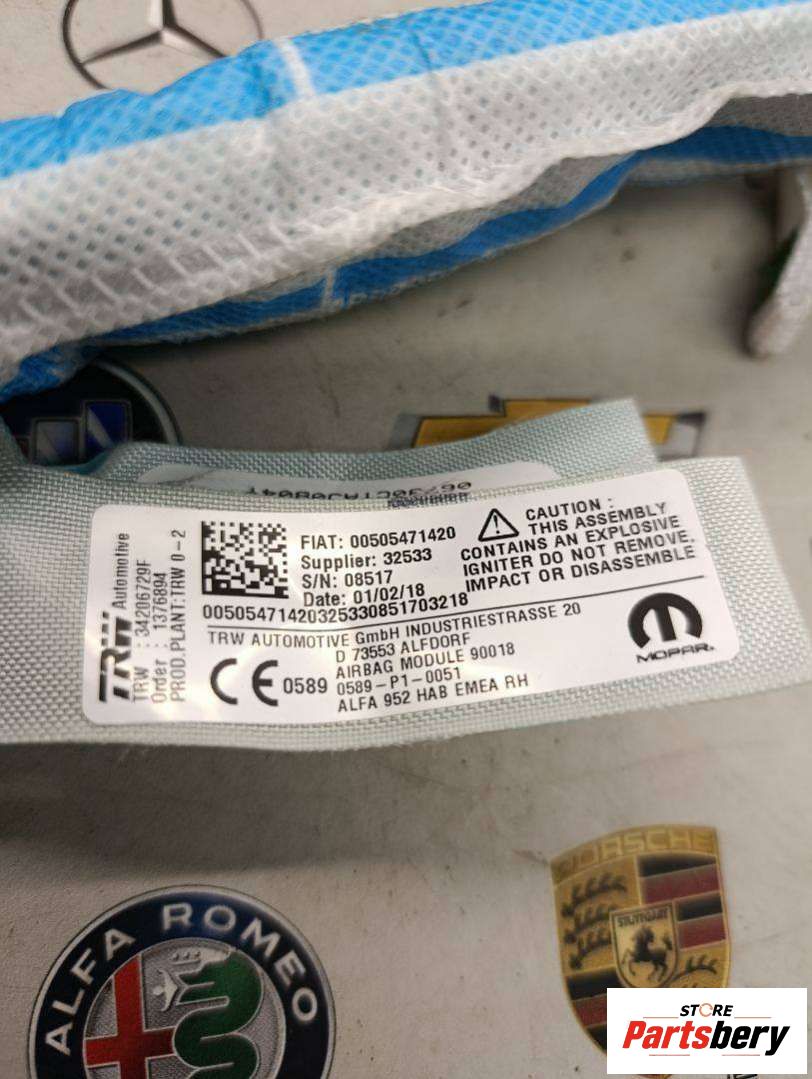 06730CTAJ0804T
TRW Automotive
TRW : 34206729F
Order : 1376894
PROD.PLANT:TRW 0-2
FIAT: 00505471420
Supplier: 32533
S/N: 08517
Date: 01/02/18
00505471420325330851703218
CAUTION :
THIS ASSEMBLY
CONTAINS AN EXPLOSIVE
IGNITER DO NOT REMOVE,
IMPACT OR DISASSEMBLE
TRW AUTOMOTIVE GmbH INDUSTRIESTRASSE 20
D 73553 ALFDORF
AIRBAG MODULE 90018
CE 0589 0589-P1-0051
ALFA 952 HAB EMEA RH
MOPAR
ALFA ROMEO
PORSCHE
STUTTGART
STORE
Partsbery